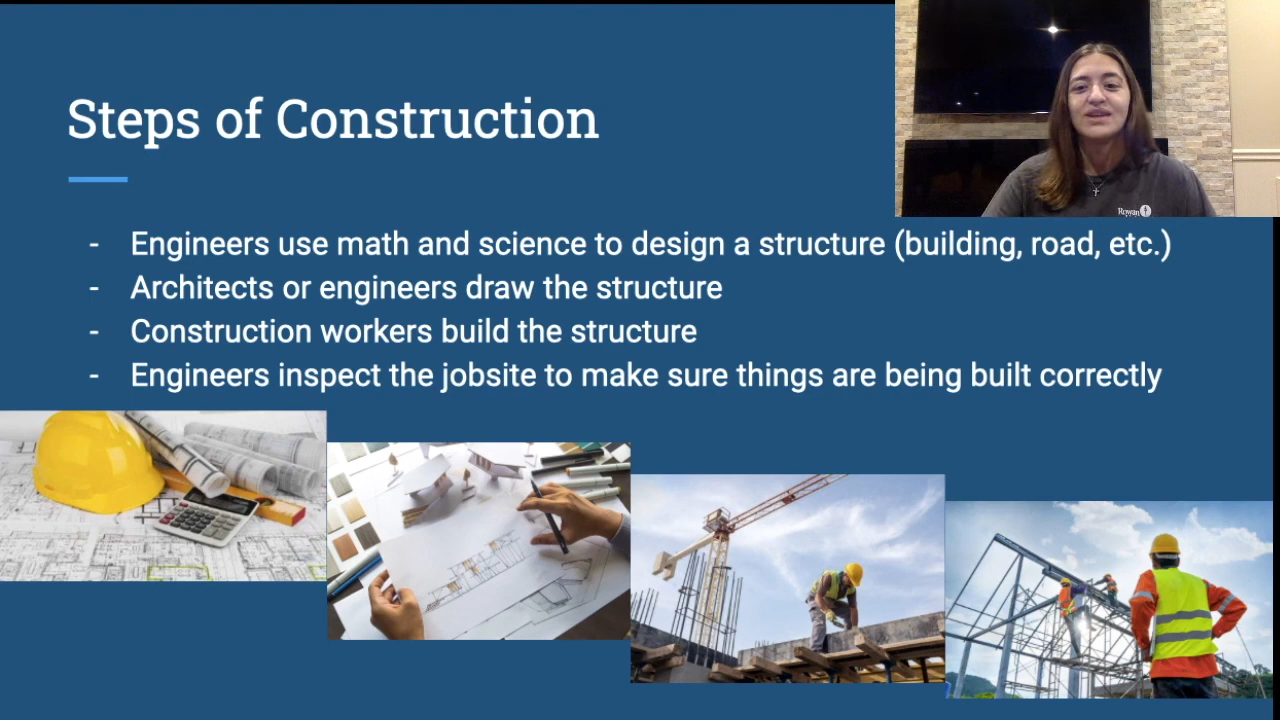 Steps of Construction
Rowan
- Engineers use math and science to design a structure (building, road, etc.)
- Architects or engineers draw the structure
- Construction workers build the structure
- Engineers inspect the jobsite to make sure things are being built correctly